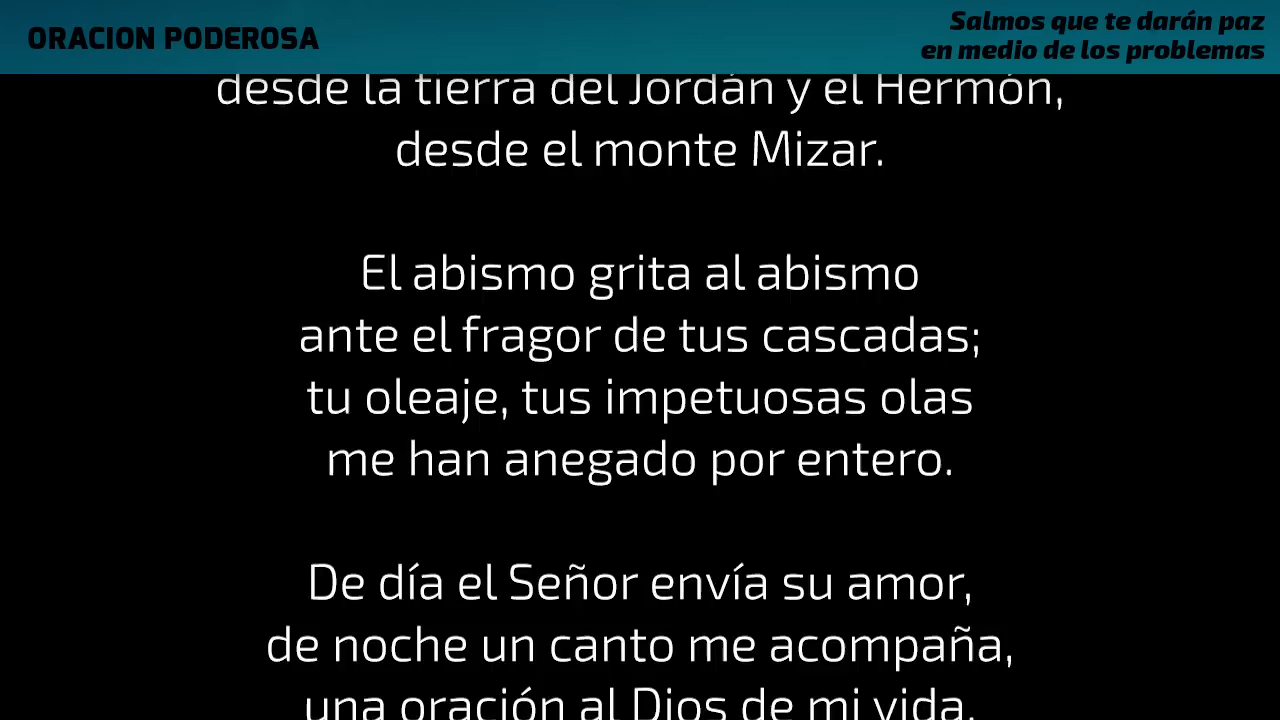 ORACION PODEROSA
Salmos que te darán paz
en medio de los problemas
desde la tierra del Jordán y el Hermón,
desde el monte Mizar.
El abismo grita al abismo
ante el fragor de tus cascadas;
tu oleaje, tus impetuosas olas
me han anegado por entero.
De día el Señor envía su amor,
de noche un canto me acompaña,
una oración al Dios de mi vida.